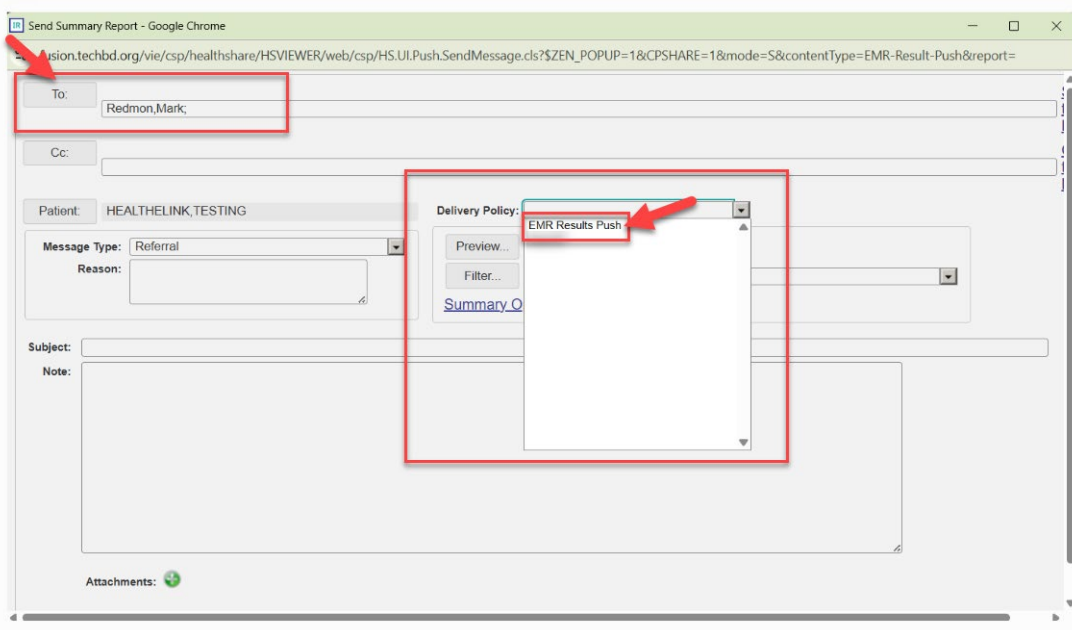 IR Send Summary Report - Google Chrome
usion.techbd.org/vie/csp/healthshare/HSVIEWER/web/csp/HS.UI.Push.SendMessage.cls?$ZEN_POPUP=1&CPSHARE=1&mode=S&contentType=EMR-Result-Push&report=
To:
Redmon,Mark;
Cc:
Patient: HEALTHELINK,TESTING
Delivery Policy:
EMR Results Push
Message Type: Referral
Reason:
Preview...
Filter...
Summary O
Subject:
Note:
Attachments: